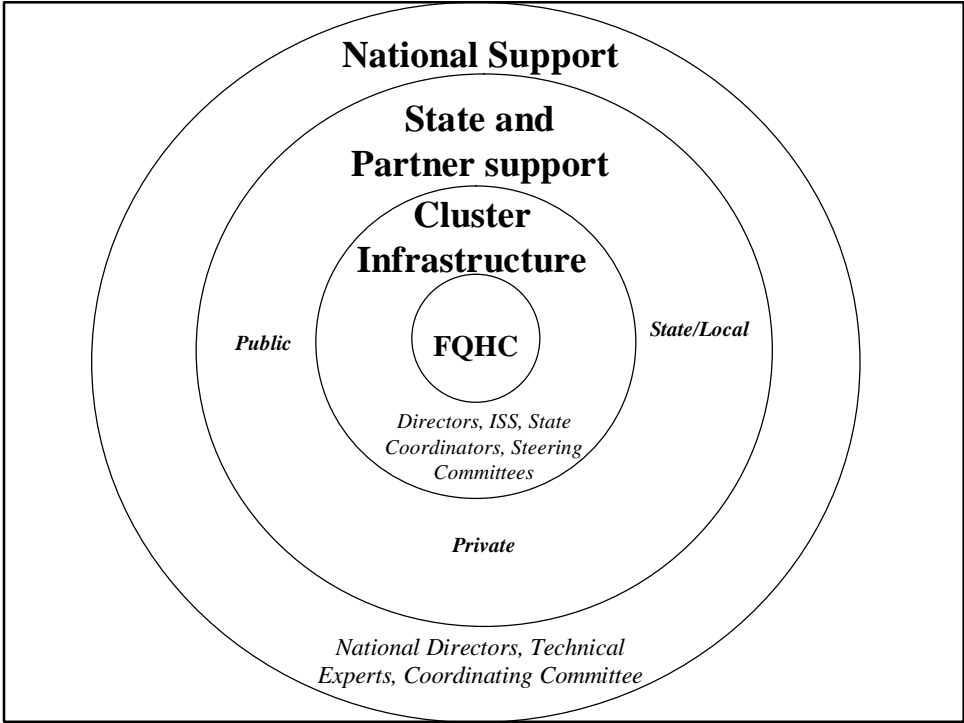 National Support
State and
Partner support
Cluster
Infrastructure
Public
FQHC
State/Local
Directors, ISS, State
Coordinators, Steering
Committees
Private
National Directors, Technical
Experts, Coordinating Committee